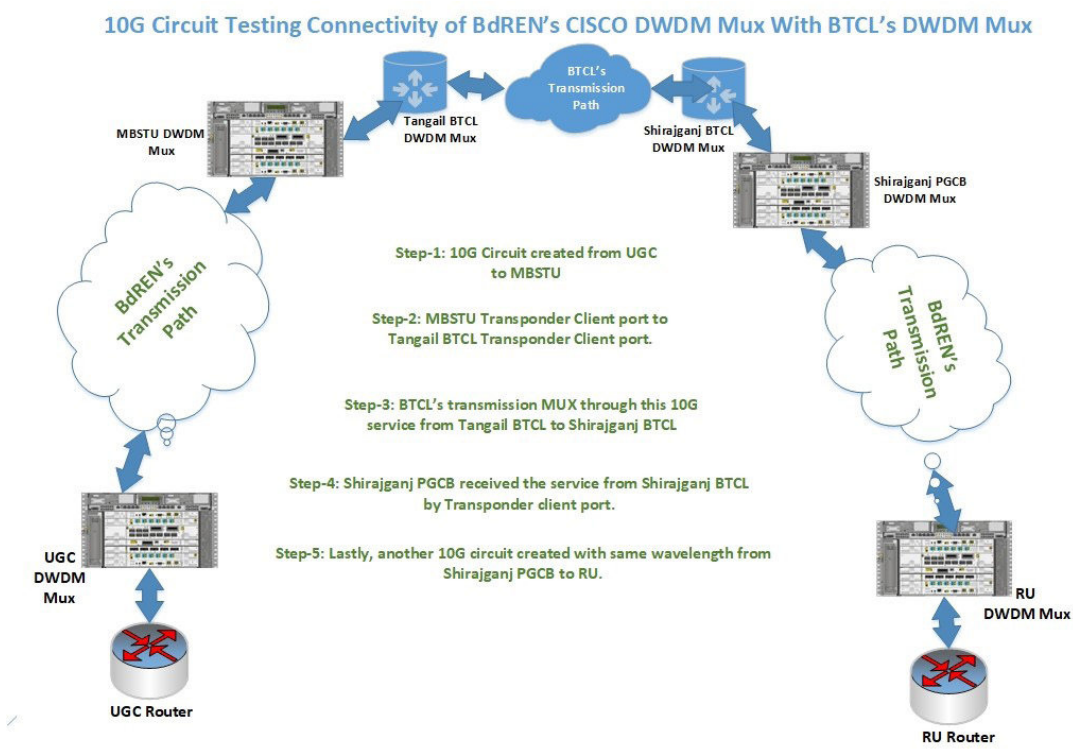 10G Circuit Testing Connectivity of BdREN's CISCO DWDM Mux With BTCL's DWDM Mux
MBSTU DWDM
Mux
Tangail BTCL
DWDM Mux
BTCL's
Transmission
Path
Shirajganj BTCL
DWDM Mux
Shirajganj PGCB
DWDM Mux
BdREN's
Transmission
Path
Step-1: 10G Circuit created from UGC
to MBSTU
Step-2: MBSTU Transponder Client port to
Tangail BTCL Transponder Client port.
Step-3: BTCL's transmission MUX through this 10G
service from Tangail BTCL to Shirajganj BTCL
Step-4: Shirajganj PGCB received the service from Shirajganj BTCL
by Transponder client port.
Step-5: Lastly, another 10G circuit created with same wavelength from
Shirajganj PGCB to RU.
BdREN's
Transmission
Path
UGC
DWDM
Mux
UGC Router
RU
DWDM Mux
RU Router